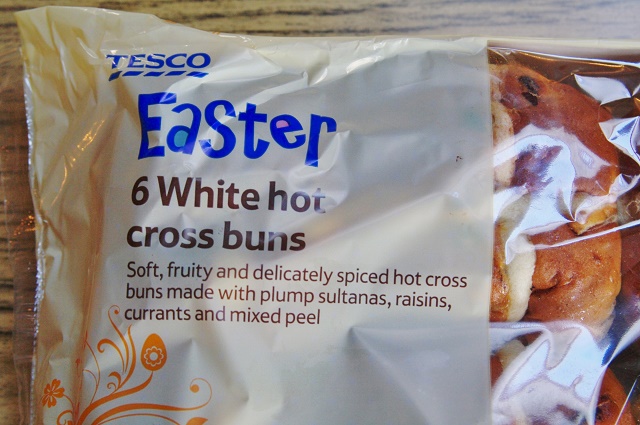 TESCO
Easter
6 White hot
cross buns
Soft, fruity and delicately spiced hot cross
buns made with plump sultanas, raisins,
currants and mixed peel